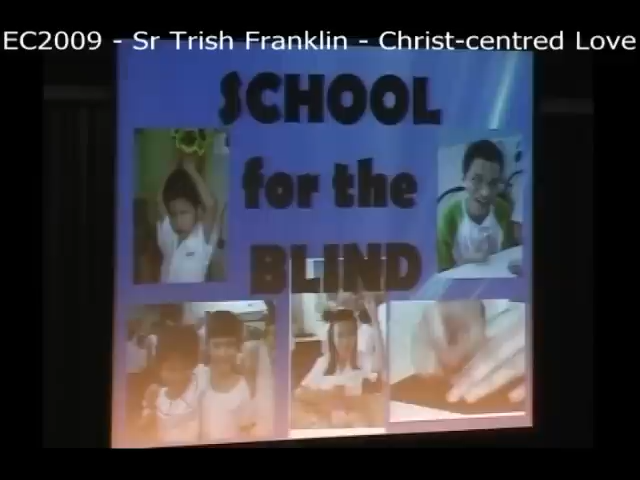 EC2009 - Sr Trish Franklin - Christ-centred Love
SCHOOL
for the
BLIND